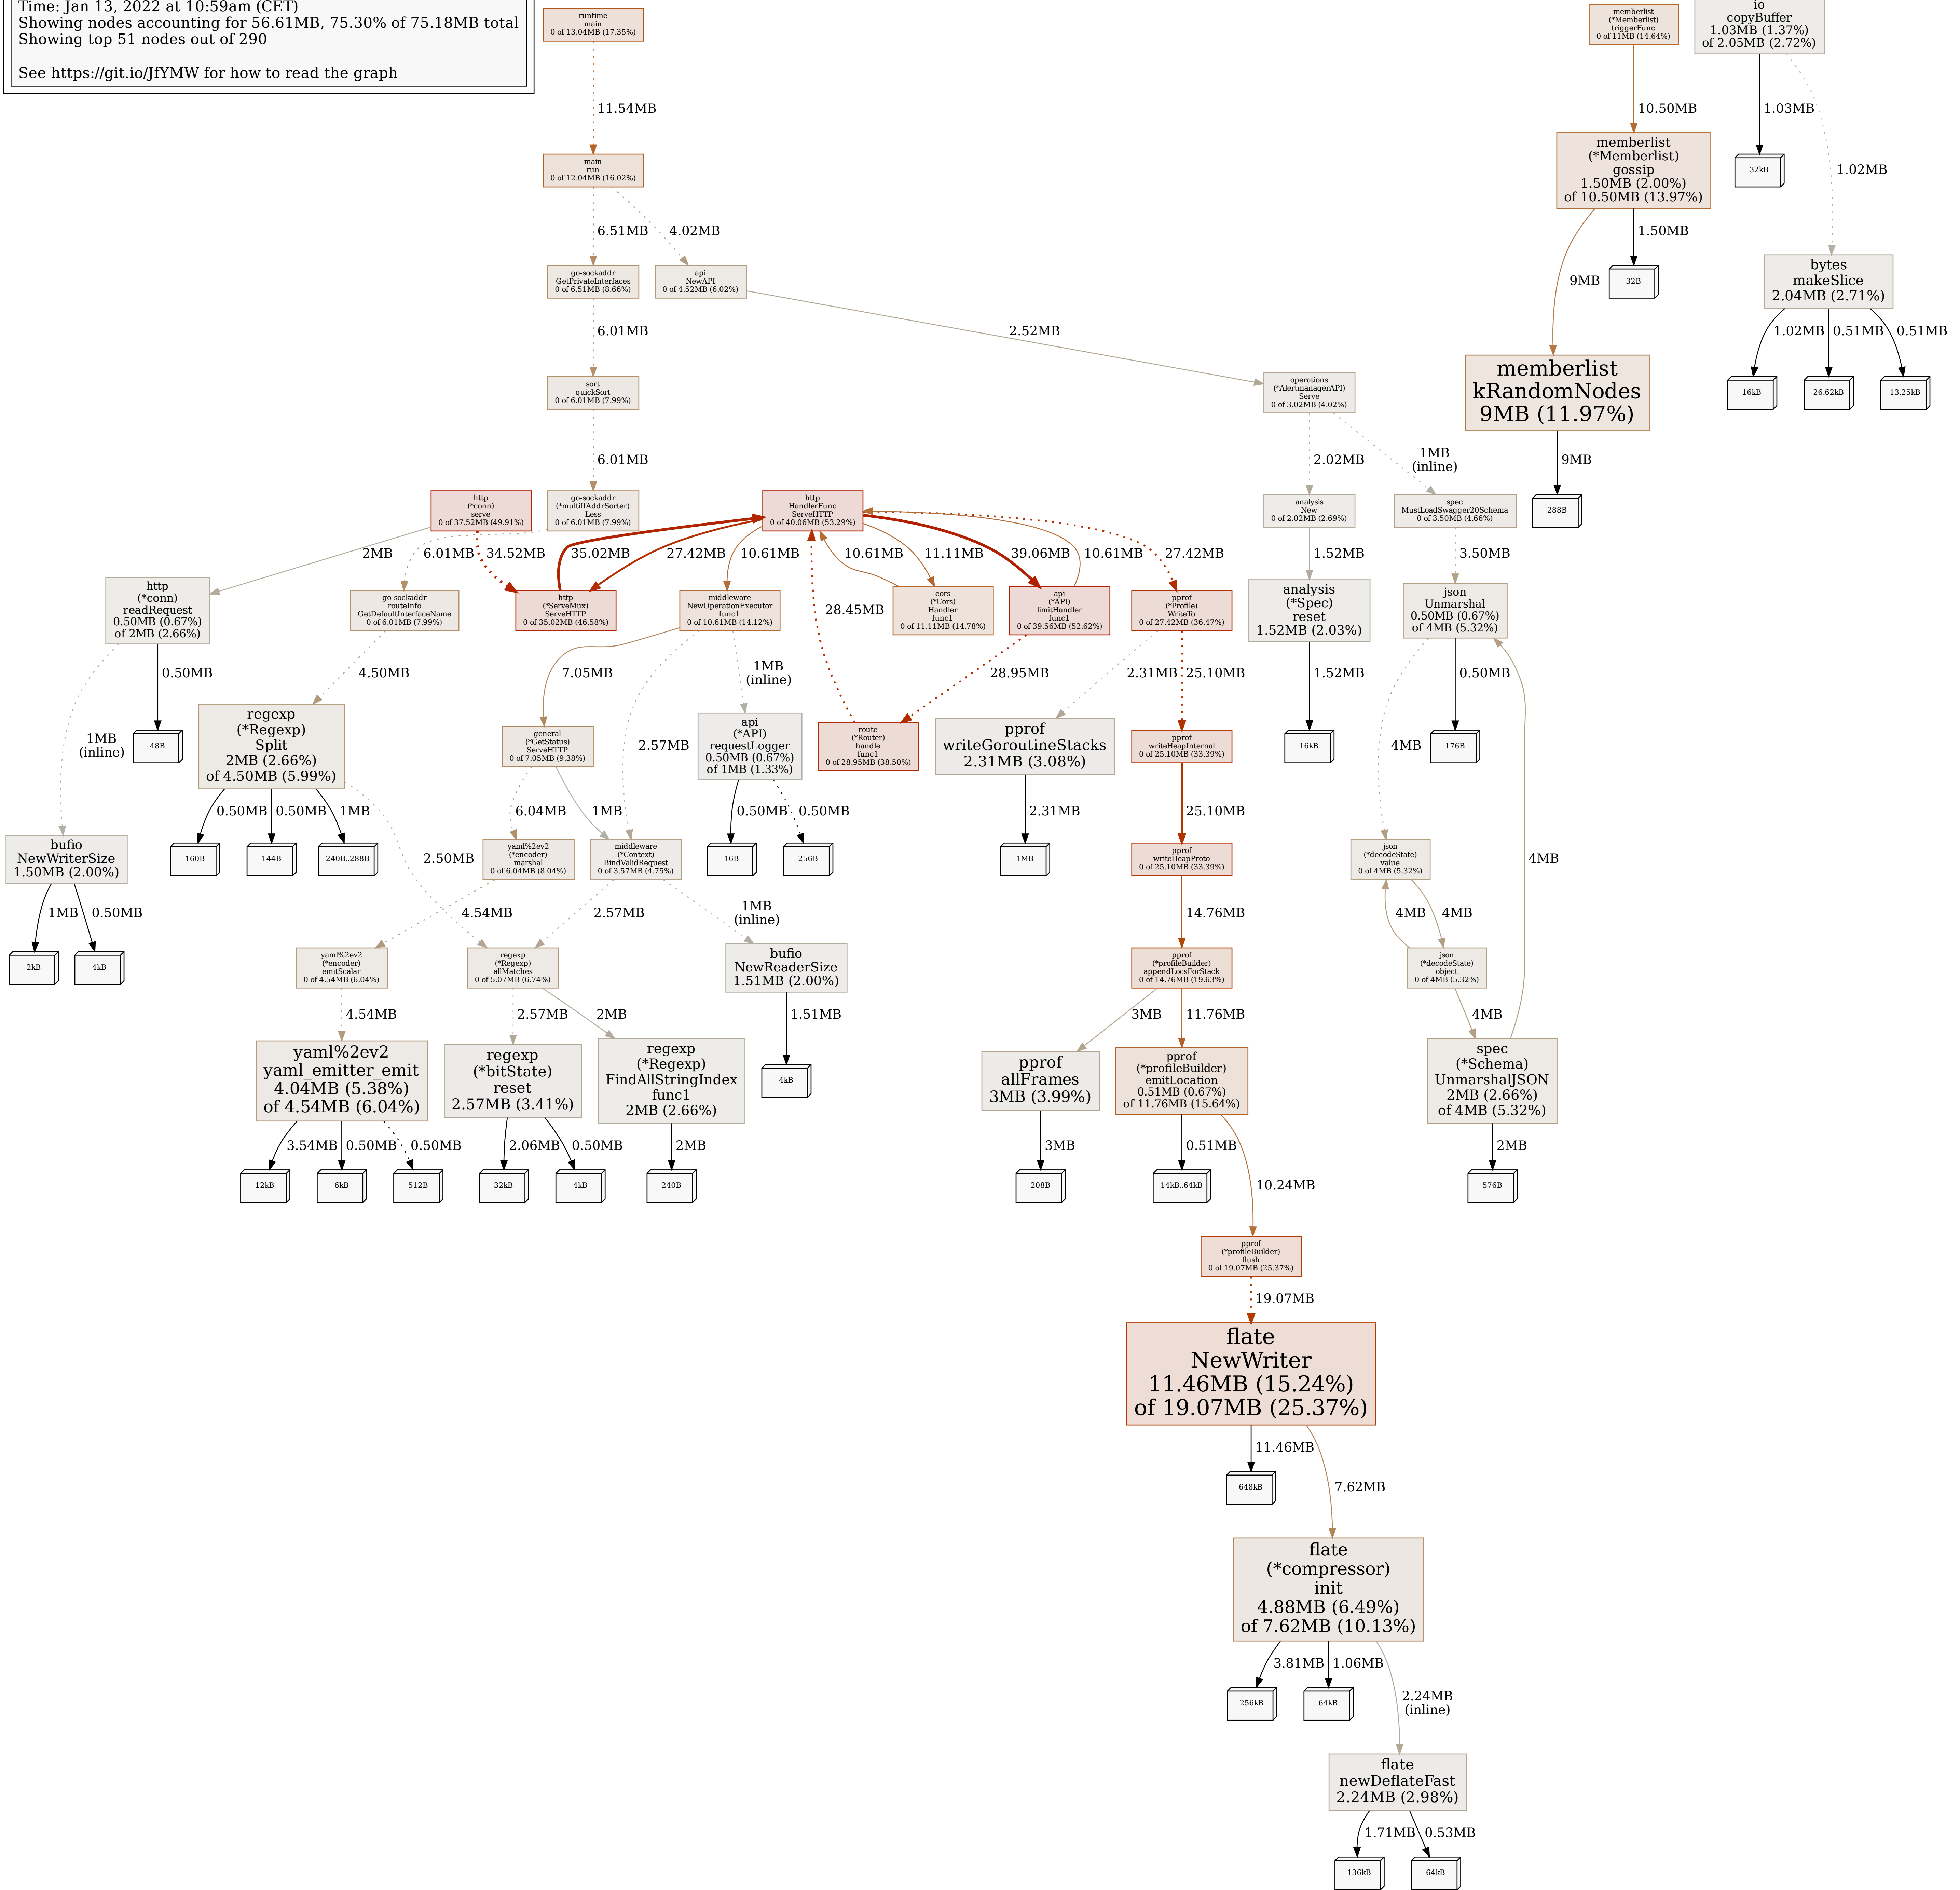 Time: Jan 13, 2022 at 10:59am (CET)
Showing nodes accounting for 56.61MB, 75.30% of 75.18MB total
Showing top 51 nodes out of 290
See https://git.io/JfYMW for how to read the graph
runtime
main
0 of 13.04MB (17.35%)
memberlist
(*Memberlist)
triggerFunc
0 of 11MB (14.64%)
io
copyBuffer
1.03MB (1.37%)
of 2.05MB (2.72%)
11.54MB
10.50MB
1.03MB
1.02MB
main
run
0 of 12.04MB (16.02%)
memberlist
(*Memberlist)
gossip
1.50MB (2.00%)
of 10.50MB (13.97%)
32kB
6.51MB
4.02MB
9MB
1.50MB
go-sockaddr
GetPrivateInterfaces
0 of 6.51MB (8.66%)
api
NewAPI
0 of 4.52MB (6.02%)
32B
bytes
makeSlice
2.04MB (2.71%)
6.01MB
2.52MB
1.02MB
0.51MB
0.51MB
sort
quickSort
0 of 6.01MB (7.99%)
operations
(*AlertmanagerAPI)
Serve
0 of 3.02MB (4.02%)
memberlist
kRandomNodes
9MB (11.97%)
16kB
26.62kB
13.25kB
6.01MB
2.02MB
1MB
(inline)
9MB
http
(*conn)
serve
0 of 37.52MB (49.91%)
go-sockaddr
(*multiIfAddrSorter)
Less
0 of 6.01MB (7.99%)
http
HandlerFunc
ServeHTTP
0 of 40.06MB (53.29%)
analysis
New
0 of 2.02MB (2.69%)
spec
MustLoadSwagger20Schema
0 of 3.50MB (4.66%)
288B
2MB
6.01MB
34.52MB
35.02MB
27.42MB
10.61MB
10.61MB
11.11MB
39.06MB
10.61MB
27.42MB
1.52MB
3.50MB
http
(*conn)
readRequest
0.50MB (0.67%)
of 2MB (2.66%)
go-sockaddr
routeInfo
GetDefaultInterfaceName
0 of 6.01MB (7.99%)
http
(*ServeMux)
ServeHTTP
0 of 35.02MB (46.58%)
middleware
NewOperationExecutor
func1
0 of 10.61MB (14.12%)
28.45MB
cors
(*Cors)
Handler
func1
0 of 11.11MB (14.78%)
api
(*API)
limitHandler
func1
0 of 39.56MB (52.62%)
pprof
(*Profile)
WriteTo
0 of 27.42MB (36.47%)
analysis
(*Spec)
reset
1.52MB (2.03%)
json
Unmarshal
0.50MB (0.67%)
of 4MB (5.32%)
0.50MB
4.50MB
7.05MB
1MB
(inline)
28.95MB
2.31MB
25.10MB
1.52MB
0.50MB
1MB
(inline)
48B
regexp
(*Regexp)
Split
2MB (2.66%)
of 4.50MB (5.99%)
general
(*GetStatus)
ServeHTTP
0 of 7.05MB (9.38%)
2.57MB
api
(*API)
requestLogger
0.50MB (0.67%)
of 1MB (1.33%)
route
(*Router)
handle
func1
0 of 28.95MB (38.50%)
pprof
writeGoroutineStacks
2.31MB (3.08%)
pprof
writeHeapInternal
0 of 25.10MB (33.39%)
16kB
4MB
176B
0.50MB
0.50MB
1MB
6.04MB
1MB
0.50MB
0.50MB
2.31MB
25.10MB
bufio
NewWriterSize
1.50MB (2.00%)
160B
144B
240B..288B
2.50MB
yaml%2ev2
(*encoder)
marshal
0 of 6.04MB (8.04%)
middleware
(*Context)
BindValidRequest
0 of 3.57MB (4.75%)
16B
256B
1MB
pprof
writeHeapProto
0 of 25.10MB (33.39%)
json
(*decodeState)
value
0 of 4MB (5.32%)
4MB
1MB
0.50MB
4.54MB
2.57MB
1MB
(inline)
14.76MB
4MB
4MB
2kB
4kB
yaml%2ev2
(*encoder)
emitScalar
0 of 4.54MB (6.04%)
regexp
(*Regexp)
allMatches
0 of 5.07MB (6.74%)
bufio
NewReaderSize
1.51MB (2.00%)
pprof
(*profileBuilder)
appendLocsForStack
0 of 14.76MB (19.63%)
json
(*decodeState)
object
0 of 4MB (5.32%)
4.54MB
2.57MB
2MB
1.51MB
3MB
11.76MB
4MB
yaml%2ev2
yaml_emitter_emit
4.04MB (5.38%)
of 4.54MB (6.04%)
regexp
(*bitState)
reset
2.57MB (3.41%)
regexp
(*Regexp)
FindAllStringIndex
func1
2MB (2.66%)
4kB
pprof
allFrames
3MB (3.99%)
pprof
(*profileBuilder)
emitLocation
0.51MB (0.67%)
of 11.76MB (15.64%)
spec
(*Schema)
UnmarshalJSON
2MB (2.66%)
of 4MB (5.32%)
3.54MB
0.50MB
0.50MB
2.06MB
0.50MB
2MB
3MB
0.51MB
2MB
12kB
6kB
512B
32kB
4kB
240B
208B
14kB..64kB
10.24MB
576B
pprof
(*profileBuilder)
flush
0 of 19.07MB (25.37%)
19.07MB
flate
NewWriter
11.46MB (15.24%)
of 19.07MB (25.37%)
11.46MB
648kB
7.62MB
flate
(*compressor)
init
4.88MB (6.49%)
of 7.62MB (10.13%)
3.81MB
1.06MB
256kB
64kB
2.24MB
(inline)
flate
newDeflateFast
2.24MB (2.98%)
1.71MB
0.53MB
136kB
64kB